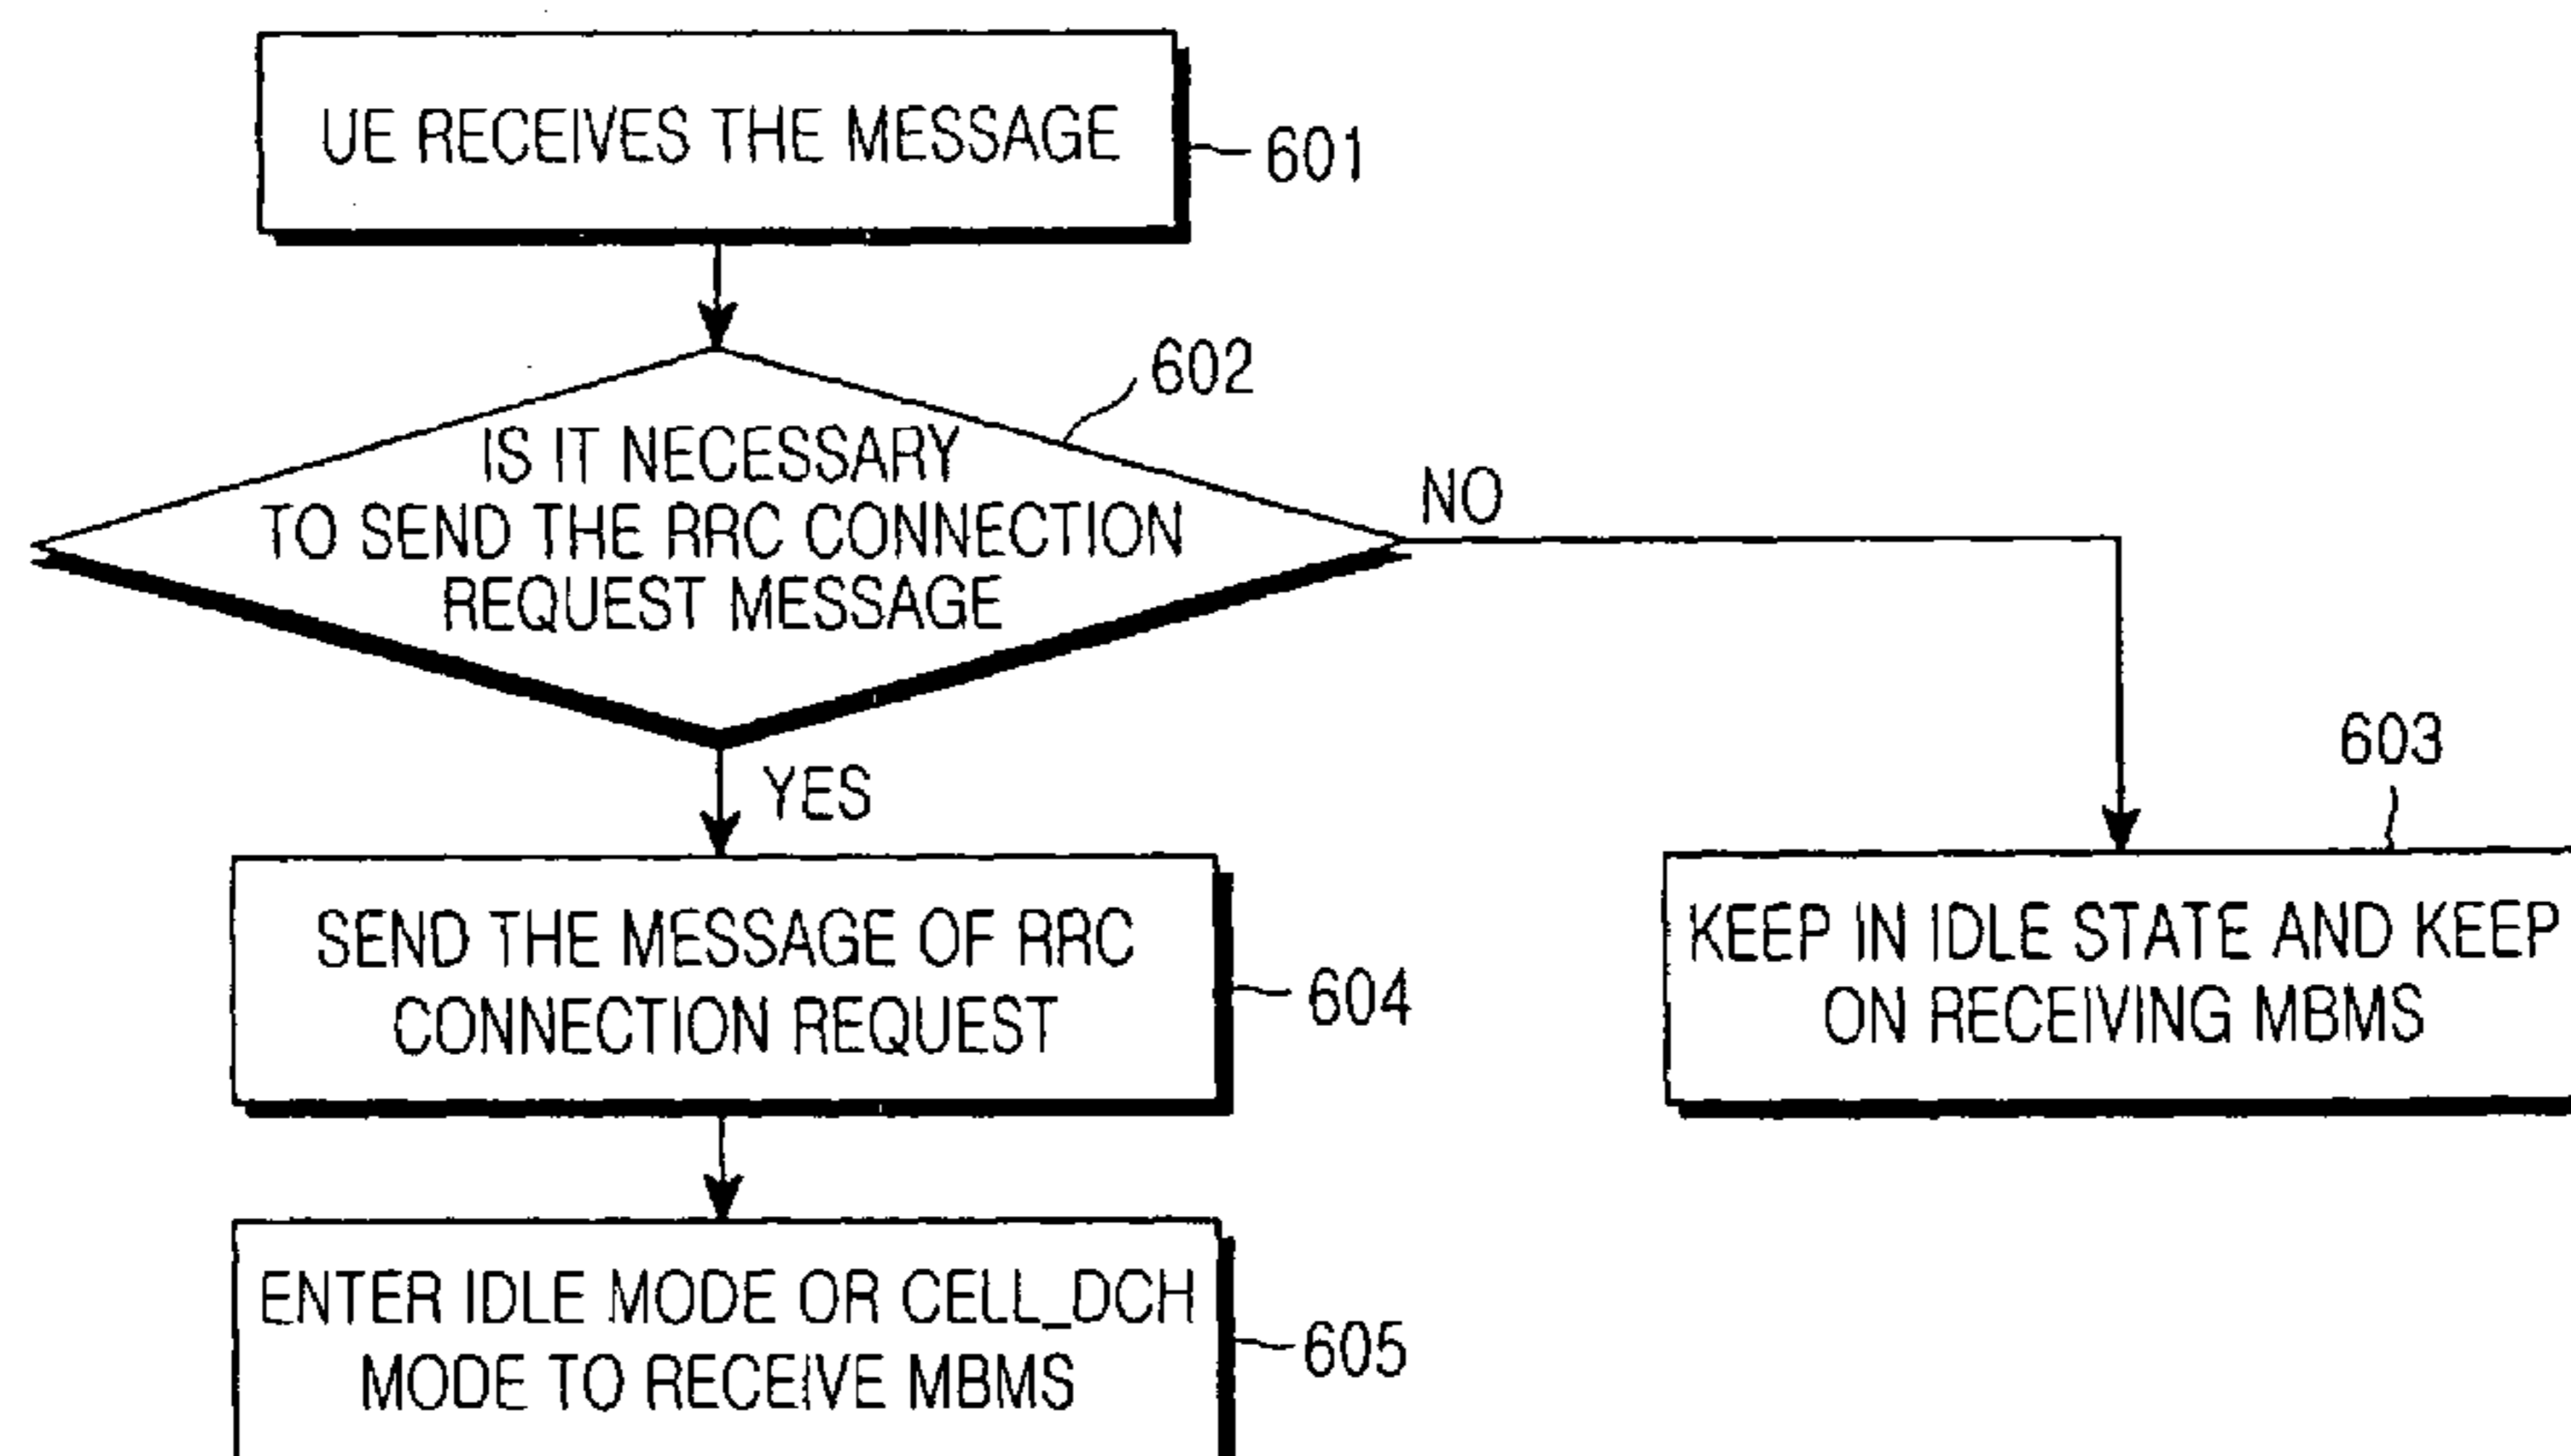 UE RECEIVES THE MESSAGE
601
602
IS IT NECESSARY
TO SEND THE RRC CONNECTION
REQUEST MESSAGE
NO
YES
603
SEND THE MESSAGE OF RRC
CONNECTION REQUEST
604
KEEP IN IDLE STATE AND KEEP
ON RECEIVING MBMS
ENTER IDLE MODE OR CELL_DCH
MODE TO RECEIVE MBMS
605